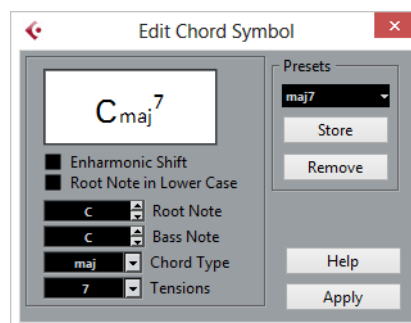 Edit Chord Symbol
Cmaj7
Enharmonic Shift
Root Note in Lower Case
C Root Note
C Bass Note
maj Chord Type
7 Tensions
Presets
maj7
Store
Remove
Help
Apply